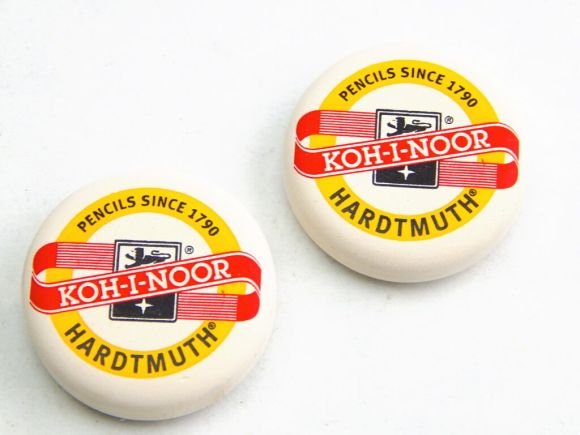 PENCILS SINCE 1790
®
KOH-I-NOOR
HARDTMUTH®
PENCILS SINCE 1790
®
KOH-I-NOOR
HARDTMUTH®